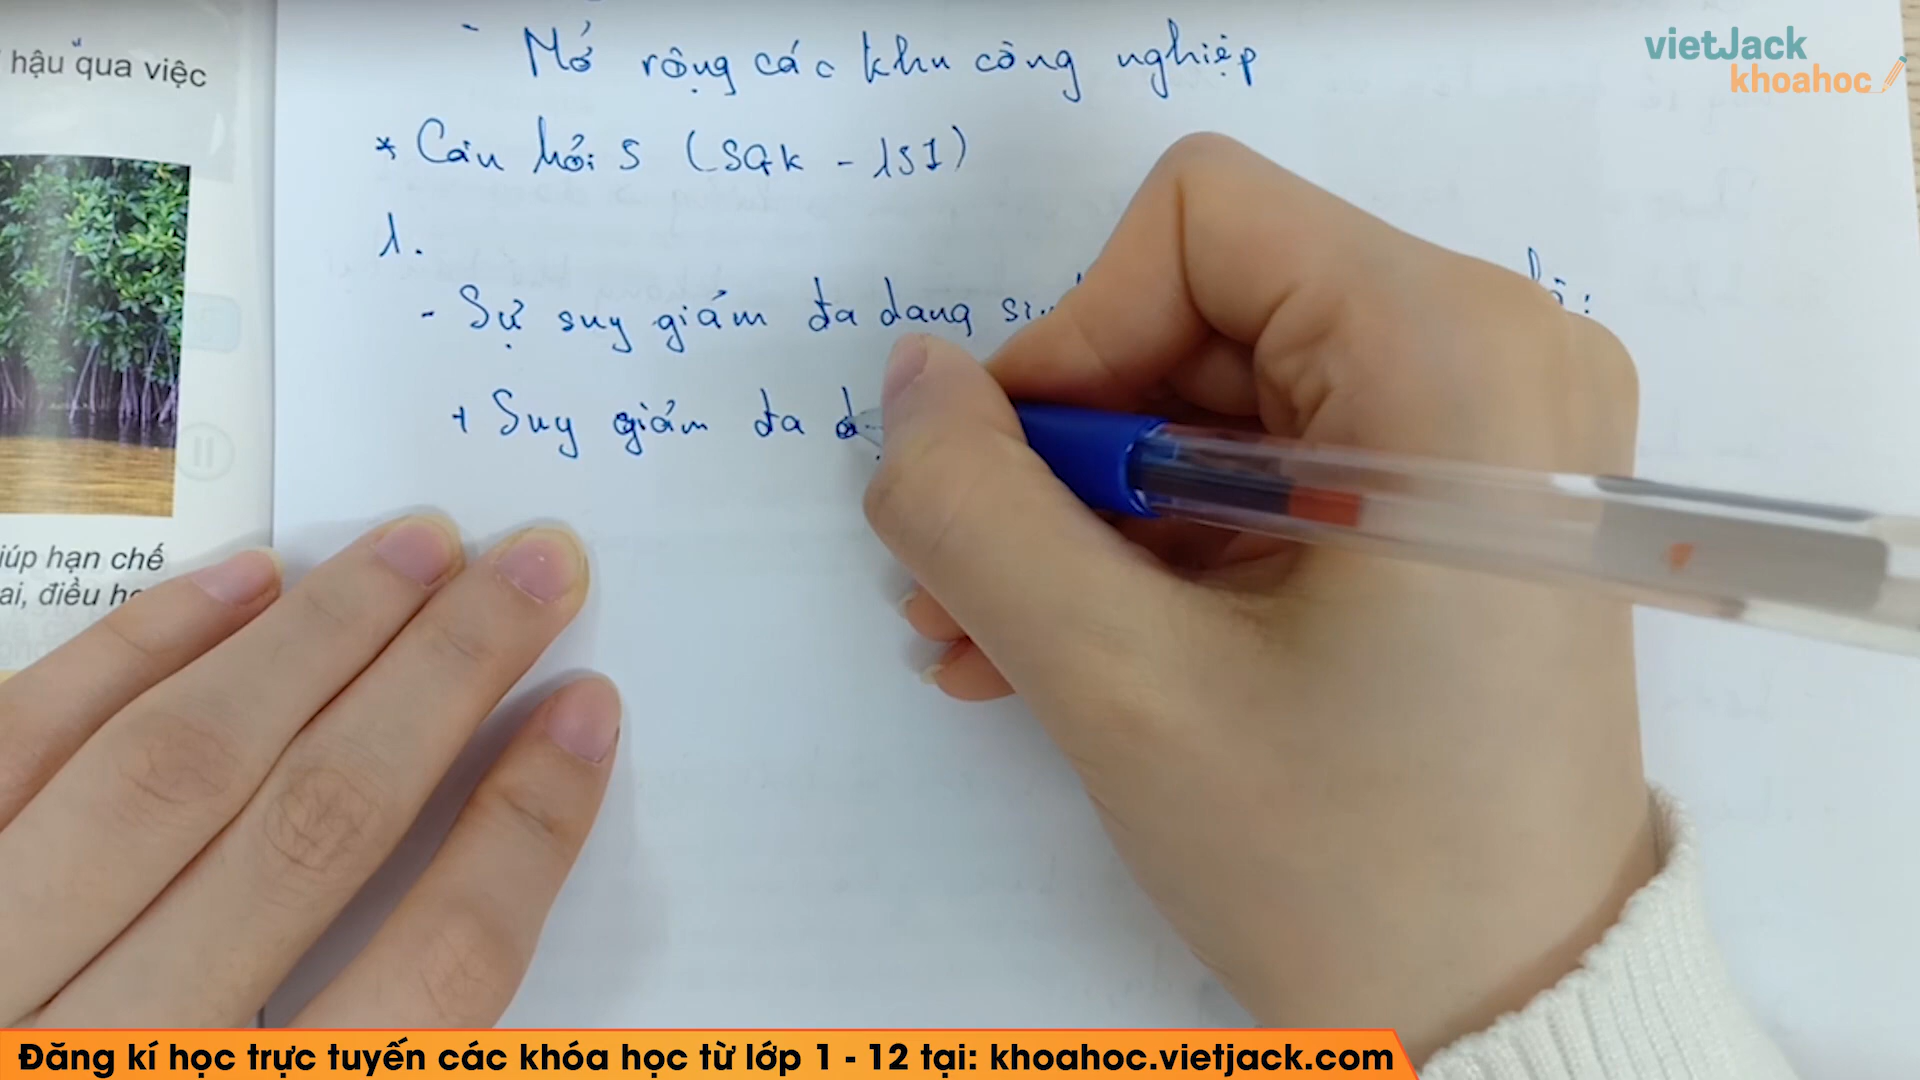 hậu qua việc
- Mở rộng các khu công nghiệp
vietJack
khoahoc
* Câu hỏi 5 (SGK - 151)
1.
- Sự suy giảm đa dạng
+ Suy giảm đa
giúp hạn chế
ai, điều
Đăng kí học trực tuyến các khóa học từ lớp 1 - 12 tại: khoahoc.vietjack.com